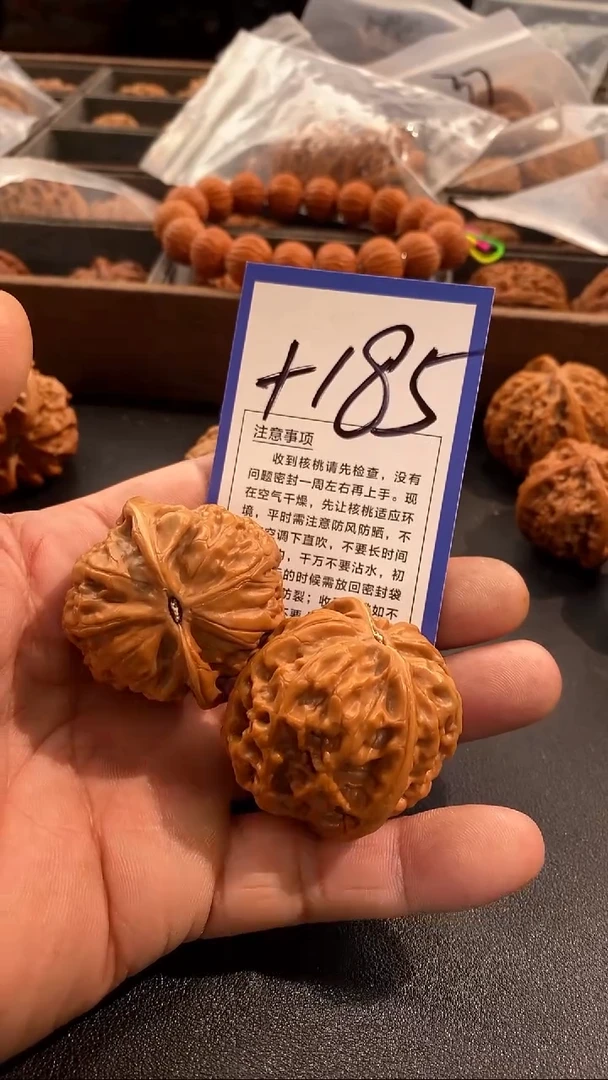 +185
注意事项
收到核桃请先检查，没有
问题密封一周左右再上手。现
在空气干燥，先让核桃适应环
境，平时需注意防风防晒，不
空调下直吹，不要长时间
，千万不要沾水，初
的时候需放回密封袋
防裂；收
如不